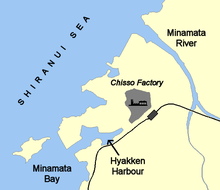 SHIRANUI SEA
Minamata
River
Chisso Factory
Minamata
Bay
Hyakken
Harbour